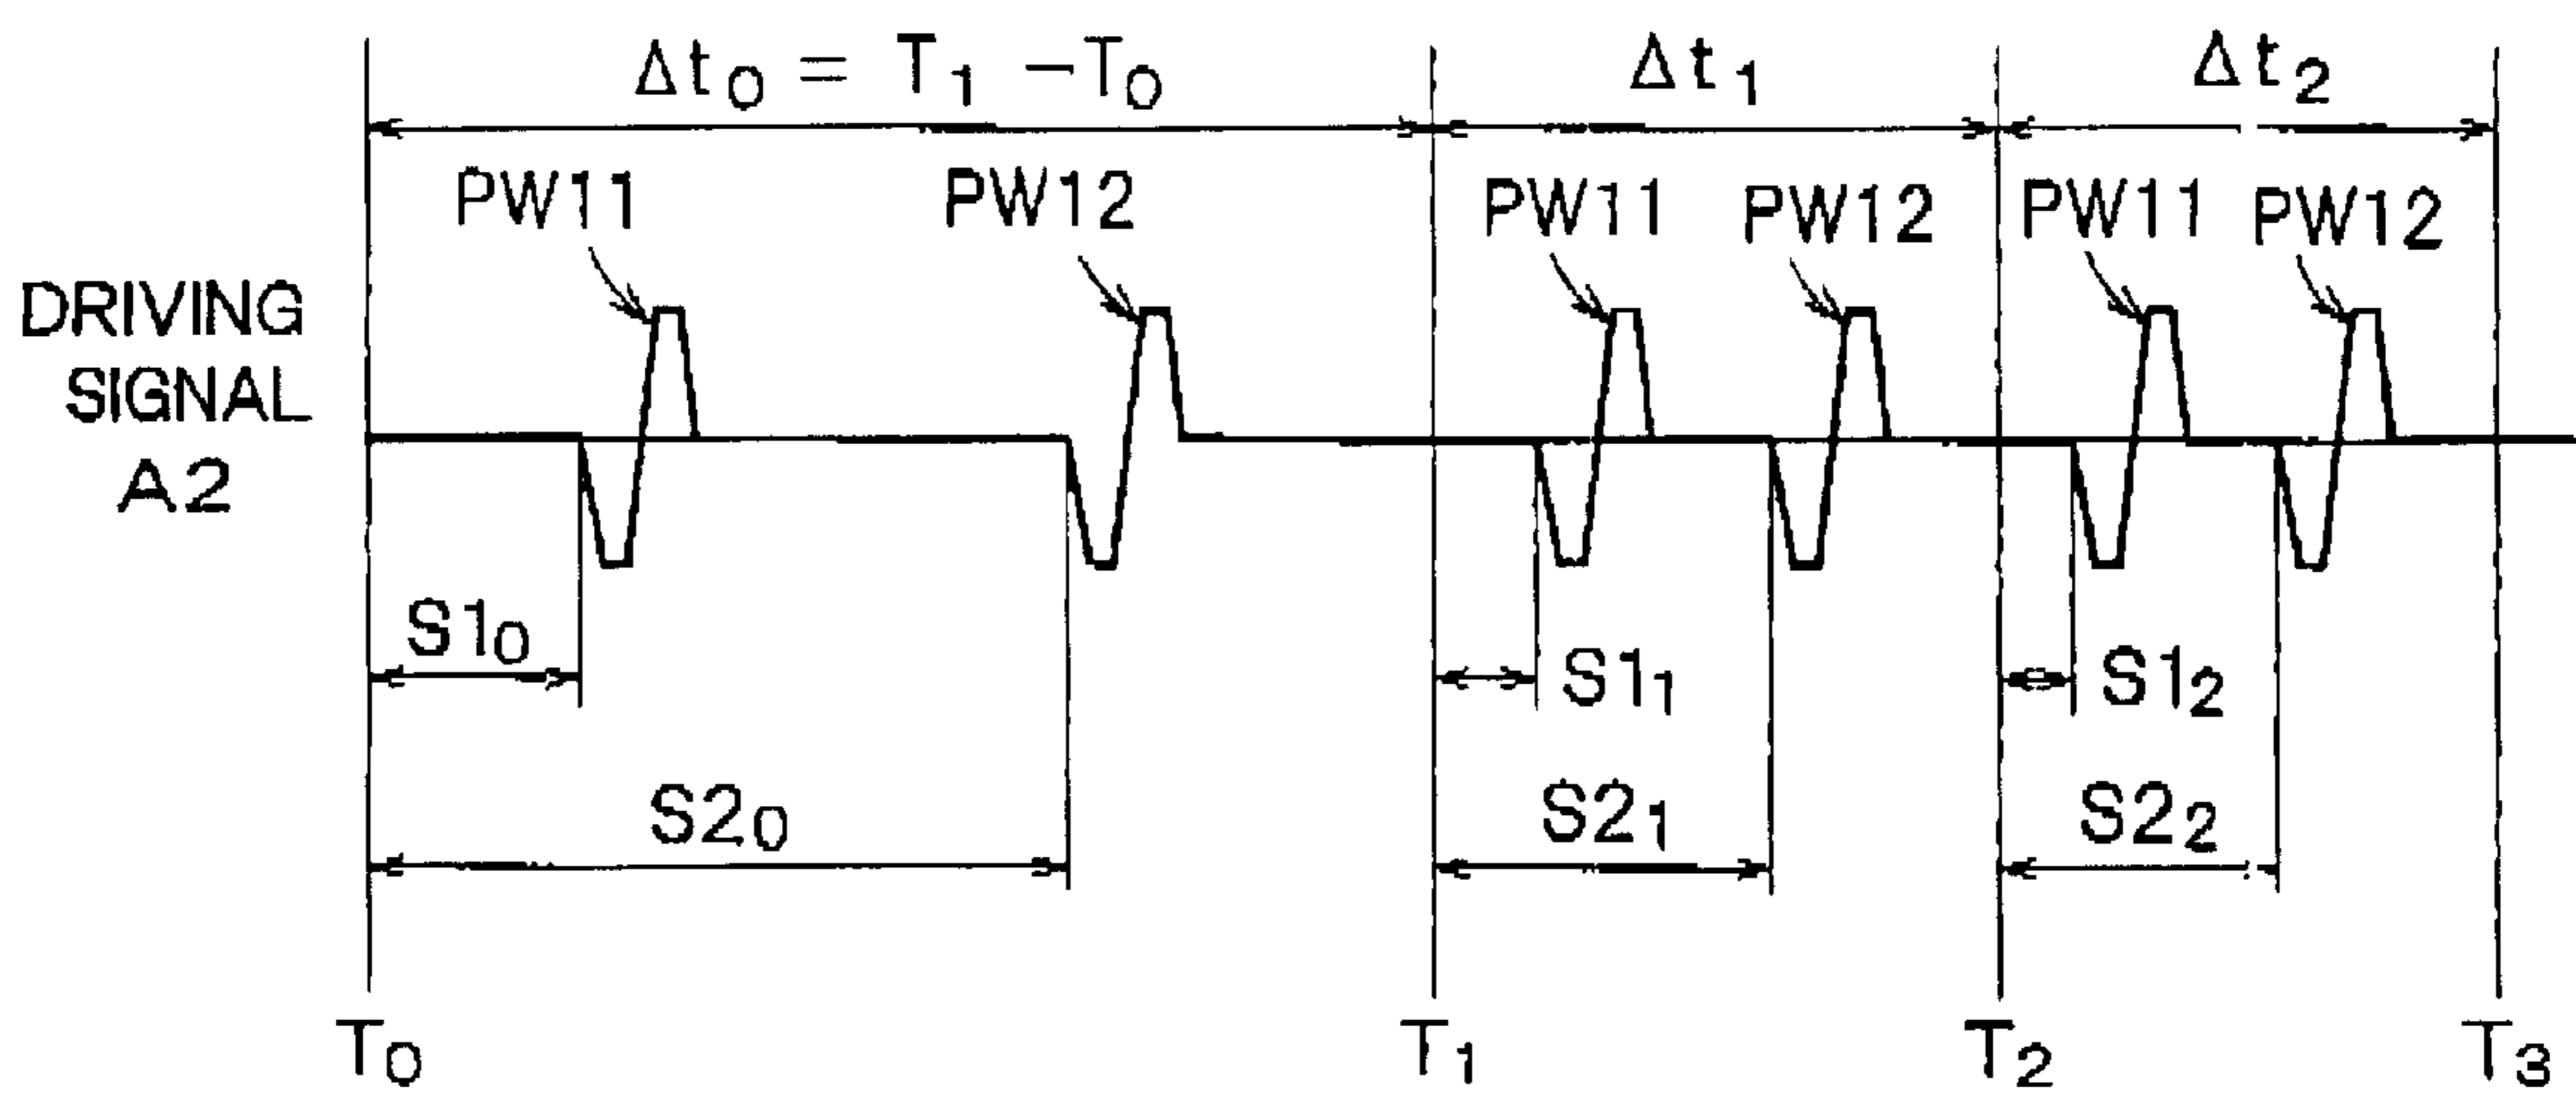 Δt₀ = T₁ −T₀
Δt₁
Δt₂
PW11
PW12
PW11
PW12
PW11
PW12
DRIVING
SIGNAL
A2
S1₀
S1₁
S1₂
S2₀
S2₁
S2₂
T₀
T₁
T₂
T₃